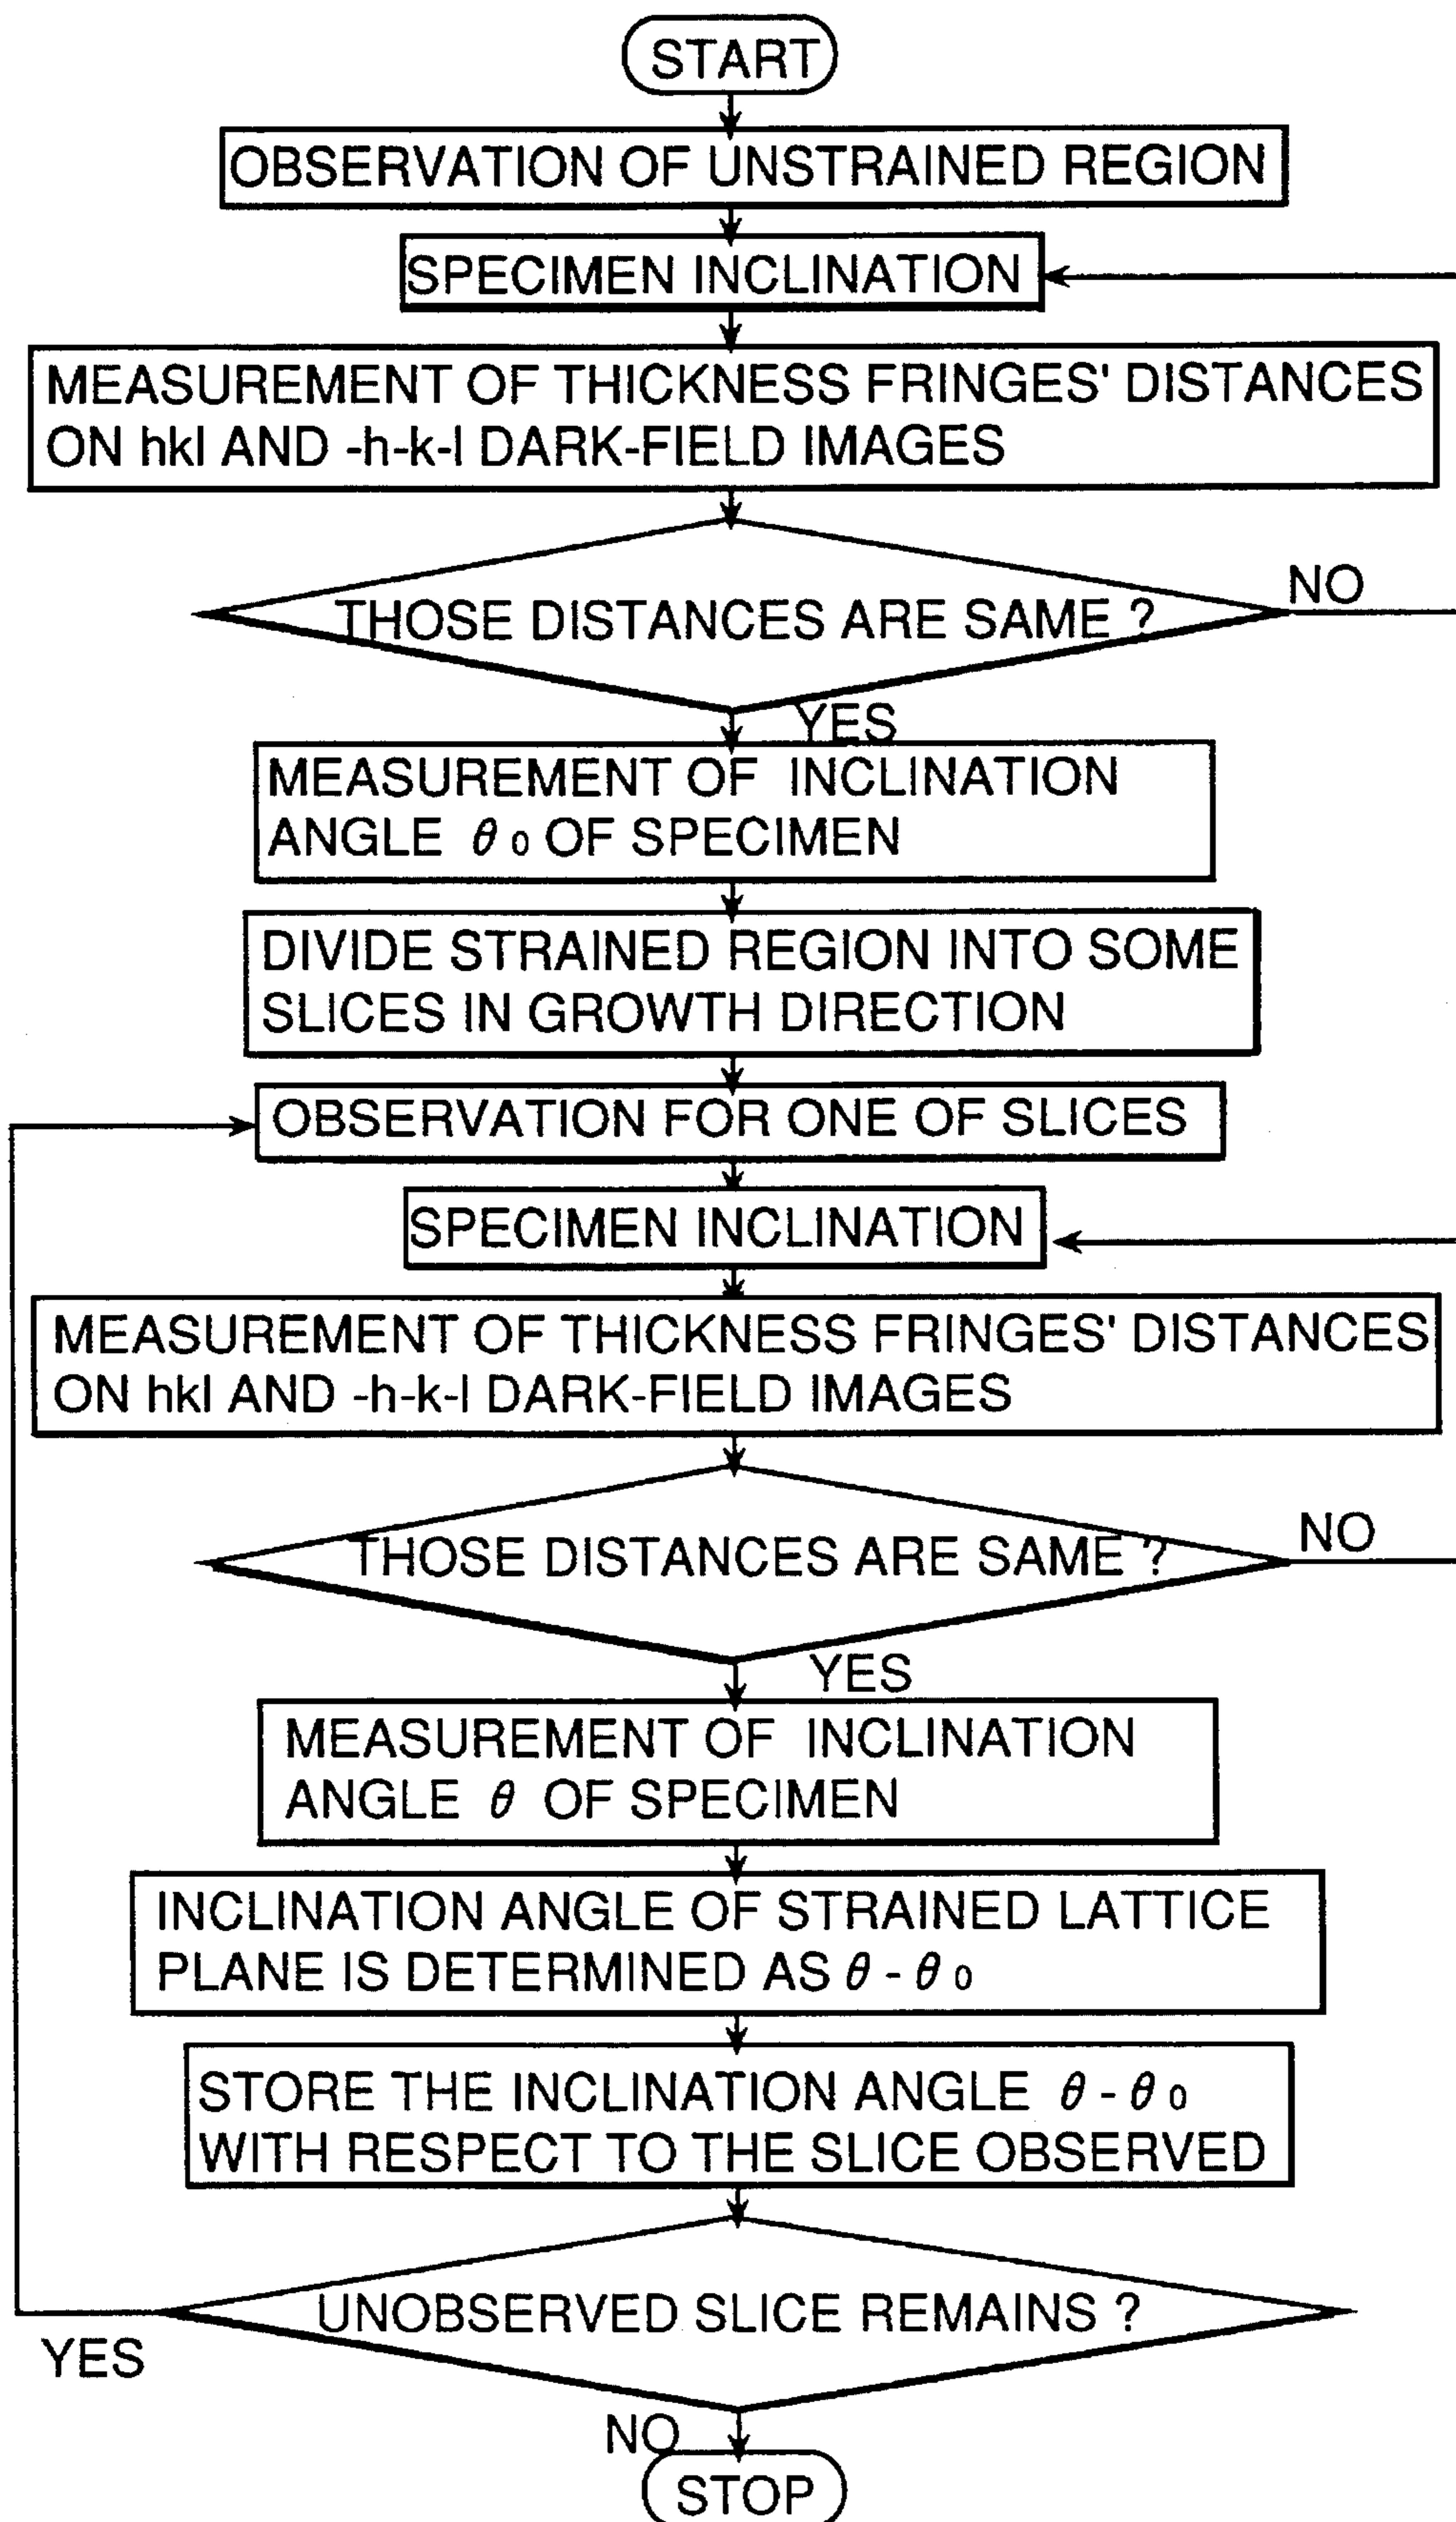 START
OBSERVATION OF UNSTRAINED REGION
SPECIMEN INCLINATION
MEASUREMENT OF THICKNESS FRINGES' DISTANCES
ON hkl AND -h-k-l DARK-FIELD IMAGES
THOSE DISTANCES ARE SAME ?
NO
YES
MEASUREMENT OF INCLINATION
ANGLE θ0 OF SPECIMEN
DIVIDE STRAINED REGION INTO SOME
SLICES IN GROWTH DIRECTION
OBSERVATION FOR ONE OF SLICES
SPECIMEN INCLINATION
MEASUREMENT OF THICKNESS FRINGES' DISTANCES
ON hkl AND -h-k-l DARK-FIELD IMAGES
THOSE DISTANCES ARE SAME ?
NO
YES
MEASUREMENT OF INCLINATION
ANGLE θ OF SPECIMEN
INCLINATION ANGLE OF STRAINED LATTICE
PLANE IS DETERMINED AS θ - θ0
STORE THE INCLINATION ANGLE θ - θ0
WITH RESPECT TO THE SLICE OBSERVED
UNOBSERVED SLICE REMAINS ?
YES
NO
STOP